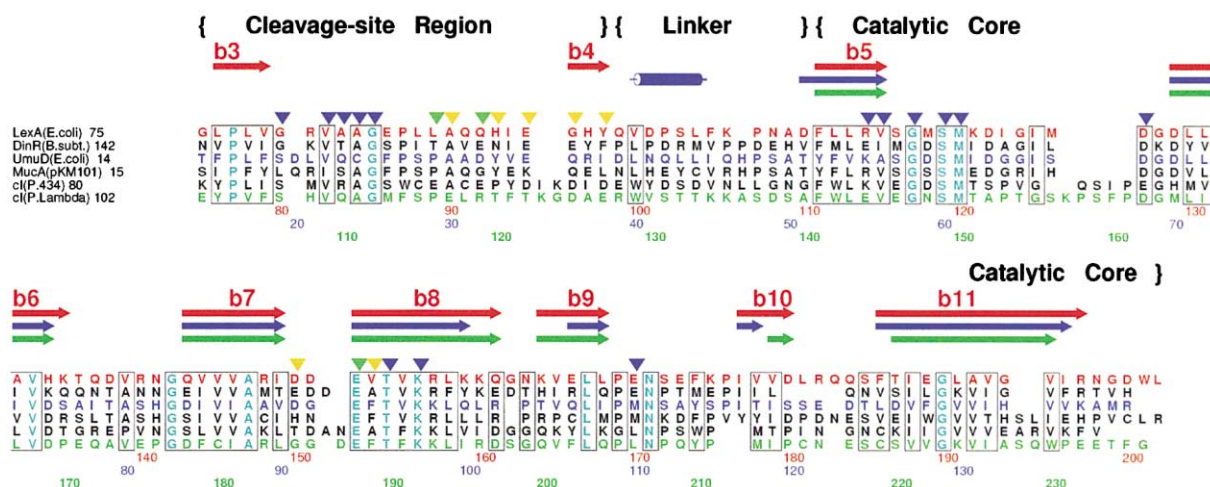 { Cleavage-site Region } { Linker } { Catalytic Core
b3 b4 b5
LexA(E.coli) 75 G L P L V G R V A A G E P L L A Q Q H I E G H Y Q V D P S L F K P N A D F L L R V S G M S M K D I G I M D G D L L
DinR(B.subt.) 142 N V P V I G K V T A G S P I T A V E N I E E Y F P L P D R M V P P D E H V F M L E I M G D S M I D A G I L D K D Y V
UmuD(E.coli) 14 T F P L F S D L V Q C G F P S P A A D Y V E Q R I D L N Q L L I Q H P S A T Y F V K A S G D S M I D G G I S D G D L L
MucA(pKM101) 15 S I P F Y L Q R I S A G F P S P A Q G Y E K Q E L N L H E Y C V R H P S A T Y F L R V S G S S M E D G R I H D G D V L
cI(P.434) 80 K Y P L I S M V R A G S W C E A C E P Y D I K D I D E W Y D S D V N L L G N G F W L K V E G D S M T S P V G Q S I P E G H M V
cI(P.Lambda) 102 E Y P V F S H V Q A G M F S P E L R T F T K G D A E R W V S T T K K A S D S A F W L E V E G N S M T A P T G S K P S F P D G M L I
80 90 100 110 120 130
20 30 40 50 60 70
110 120 130 140 150 160
Catalytic Core }
b6 b7 b8 b9 b10 b11
A V H K T Q D V R N G Q V V V A R I D D E V T V K R L K K Q G N K V E L L P E N S E F K P I V V D L R Q Q S F T I E G L A V G V I R N G D W L
I V K Q Q N T A N N G E I V V A M T E D D E A T V K R F Y K E D T H I R L Q P E N P T M E P I I L Q N V S I L G K V I G V F R T V H
I V D S A I T A S H G D I V I A A V D G E F T V K K L Q L R P T V Q L I P M N S A Y S P I T I S S E D T L D V F G V V I H V V K A M R
L V D T G R E P V N G S L V V A K L T D A N E A T F K K L L I R D G G Q K Y L K G L N P S W P M T P I N G N C K I I G V V V E A R V K F V
L V D P E Q A V E P G D F C I A R L G G D E F T F K K L I R D S G Q V F L Q P L N P Q Y P M I P C N E S C S V V G K V I A S Q W P E E T F G
140 150 160 170 180 190 200
80 90 100 110 120 130
170 180 190 200 210 220 230